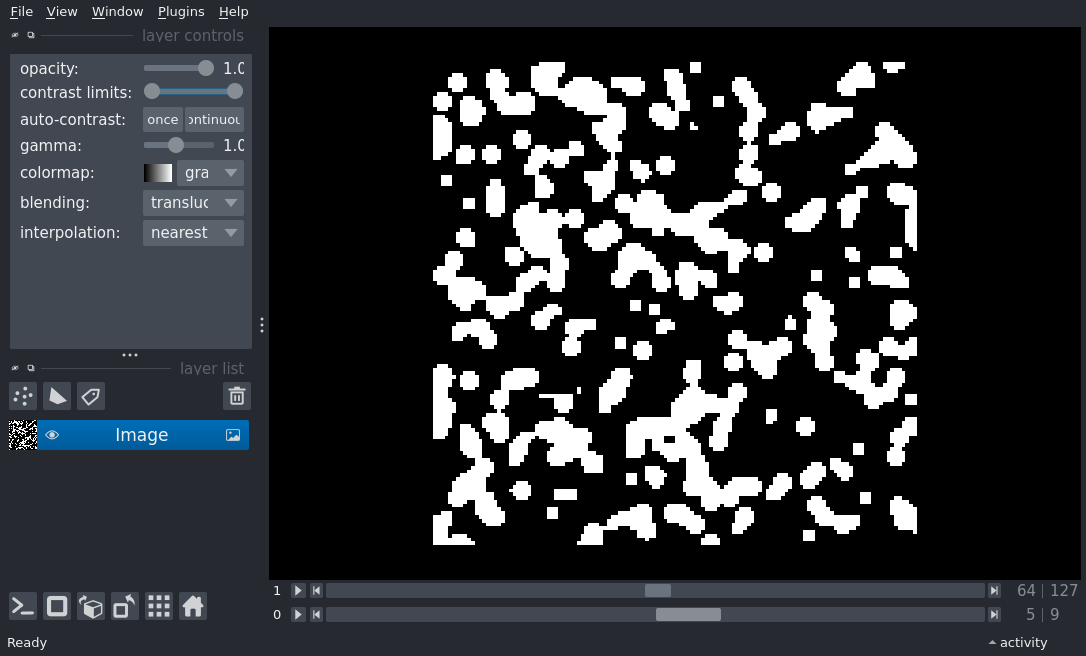 File View Window Plugins Help
layer controls
opacity: 1.0
contrast limits:
auto-contrast: once ontinuou
gamma: 1.0
colormap: gra
blending: transluc
interpolation: nearest
layer list
Image
1 64 127
0 5 9
Ready activity